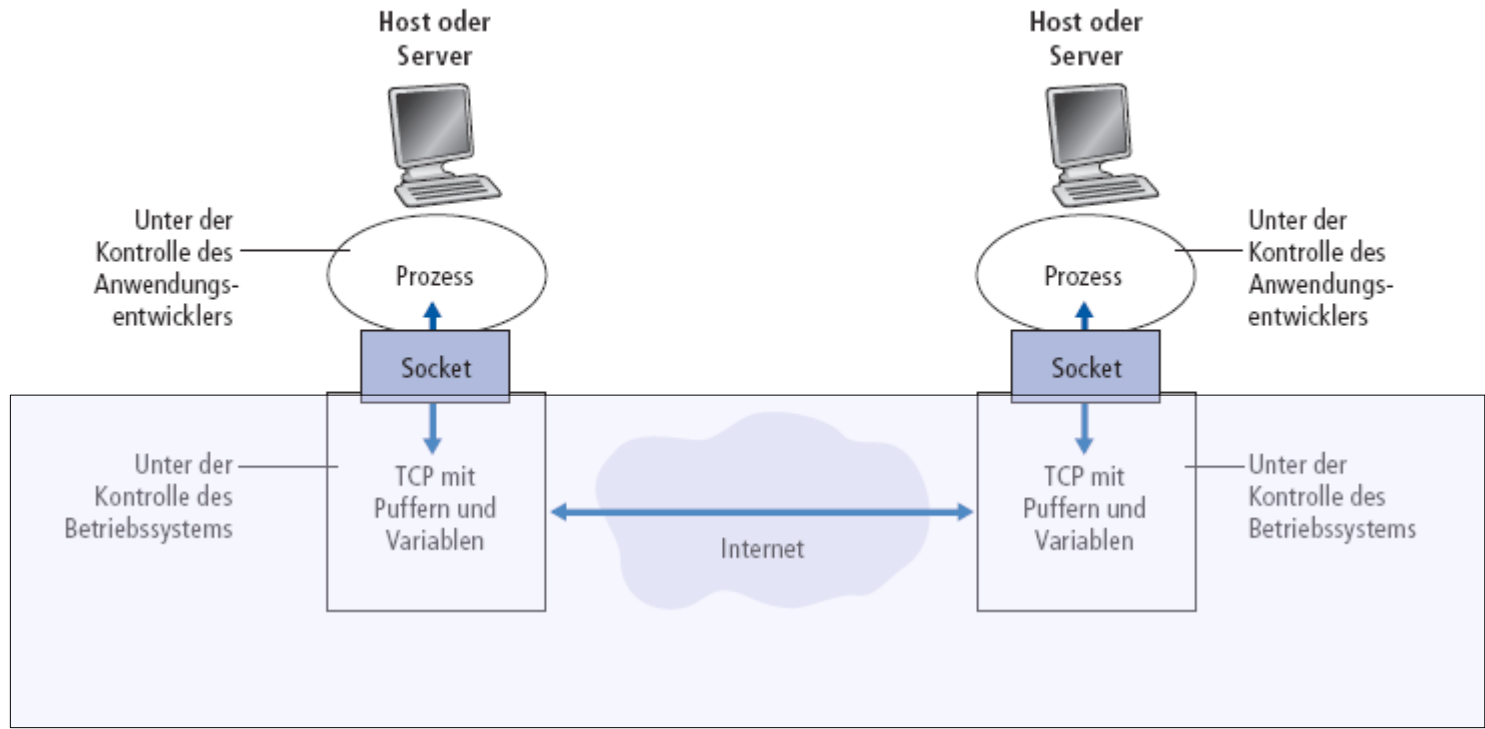 Host oder
Server
Host oder
Server
Unter der
Kontrolle des
Anwendungs-
entwicklers
Prozess
Prozess
Unter der
Kontrolle des
Anwendungs-
entwicklers
Socket
Socket
Unter der
Kontrolle des
Betriebssystems
TCP mit
Puffern und
Variablen
Internet
TCP mit
Puffern und
Variablen
Unter der
Kontrolle des
Betriebssystems